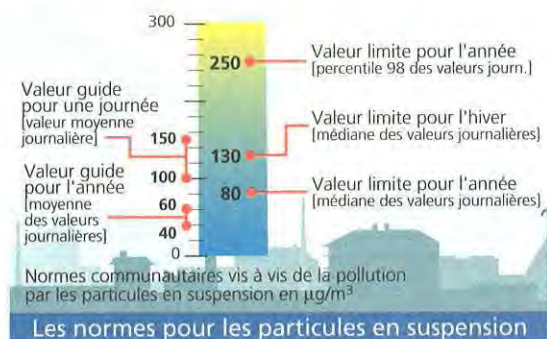 300
250
Valeur limite pour l'année
[percentile 98 des valeurs journ.]
Valeur guide
pour une journée
[valeur moyenne
journalière]
150
100
130
Valeur limite pour l'hiver
[médiane des valeurs journalières]
80
Valeur limite pour l'année
[médiane des valeurs journalières]
Valeur guide
pour l'année
[moyenne
des valeurs
journalières]
60
40
0
Normes communautaires vis à vis de la pollution
par les particules en suspension en µg/m³
Les normes pour les particules en suspension